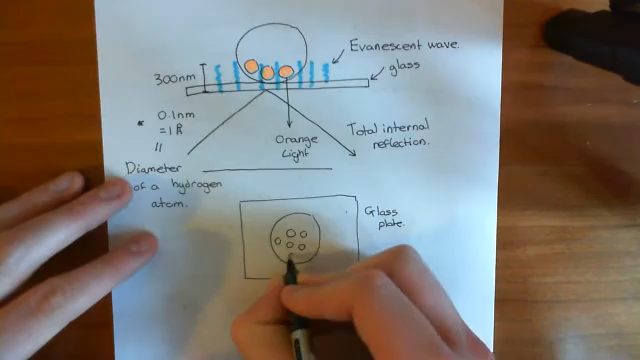 Evanescent wave.
glass
300nm
* 0.1nm
= 1 Å
"
Diameter
of a hydrogen
atom.
Orange
Light
Total internal
reflection.
Glass
plate.